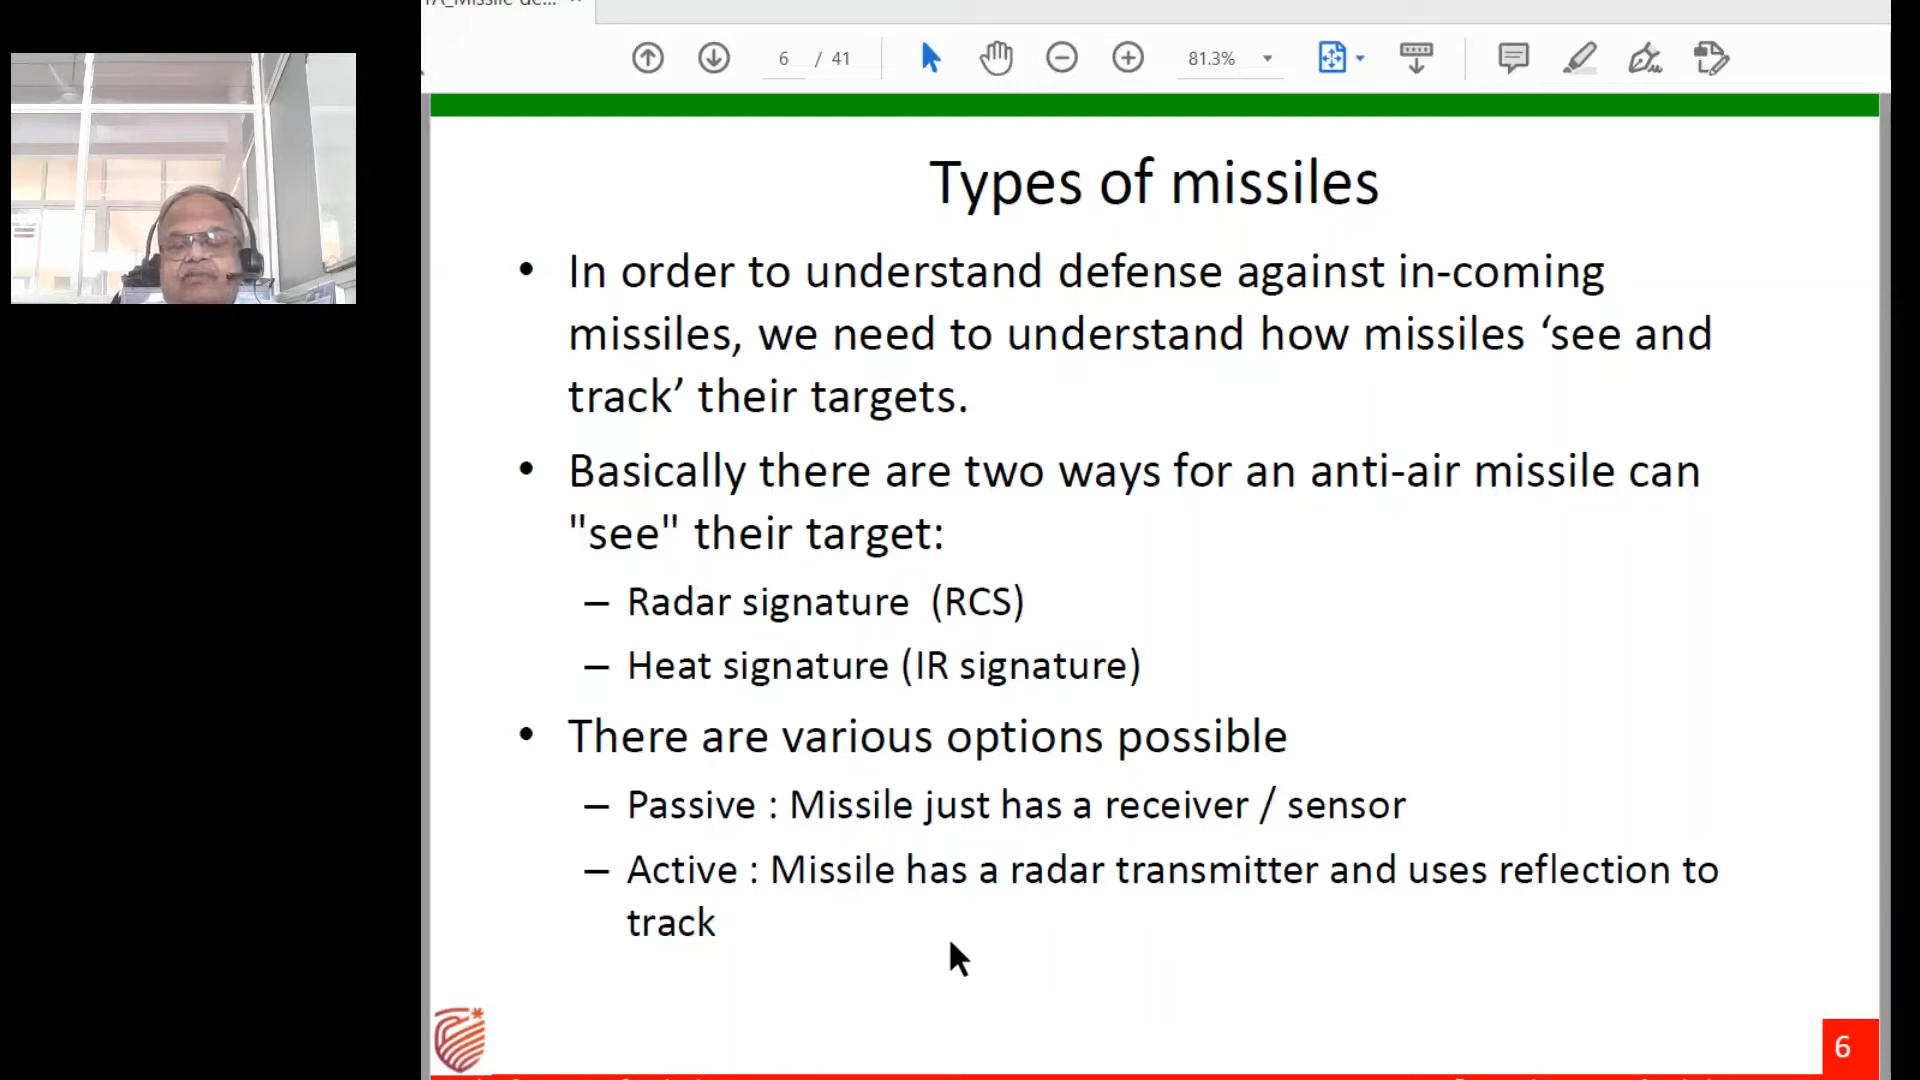 6 / 41
81.3%
Types of missiles
• In order to understand defense against in-coming
missiles, we need to understand how missiles ‘see and
track’ their targets.
• Basically there are two ways for an anti-air missile can
"see" their target:
– Radar signature (RCS)
– Heat signature (IR signature)
• There are various options possible
– Passive : Missile just has a receiver / sensor
– Active : Missile has a radar transmitter and uses reflection to
track
6